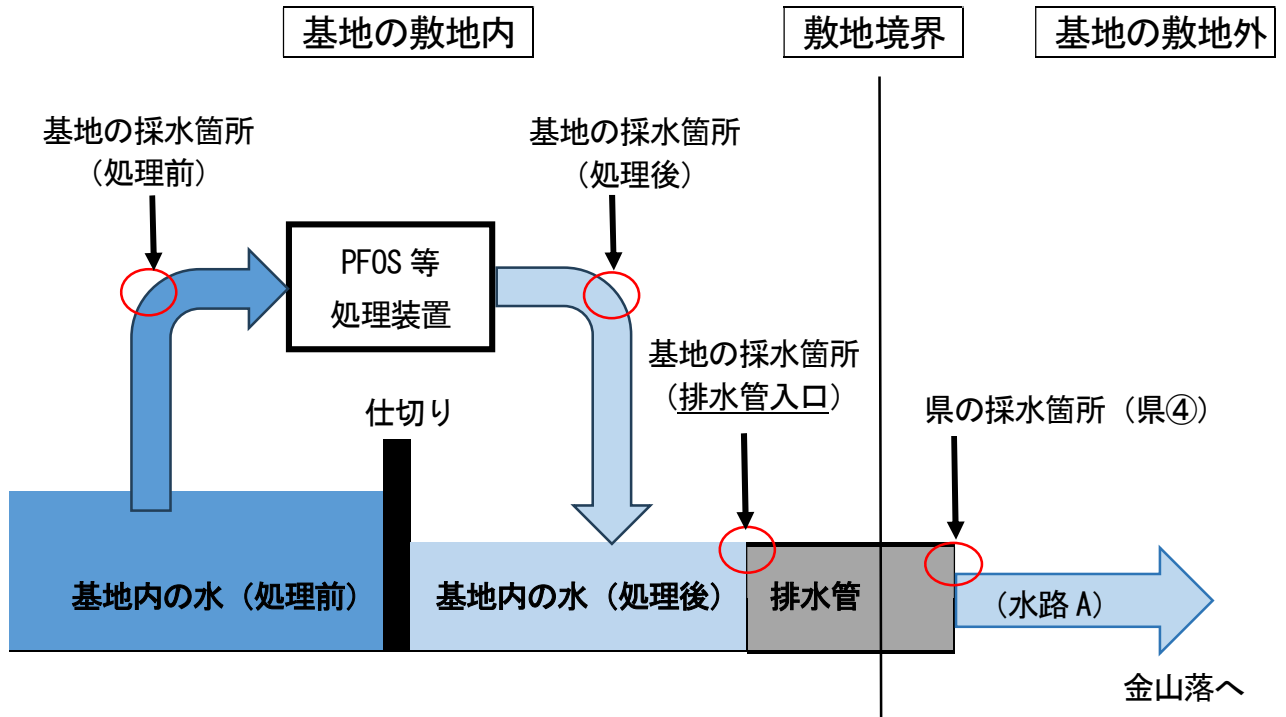 基地の敷地内
敷地境界
基地の敷地外
基地の採水箇所
（処理前）
基地の採水箇所
（処理後）
PFOS 等
処理装置
基地の採水箇所
（排水管入口）
仕切り
県の採水箇所（県④）
基地内の水（処理前）
基地内の水（処理後）
排水管
（水路 A）
金山落へ